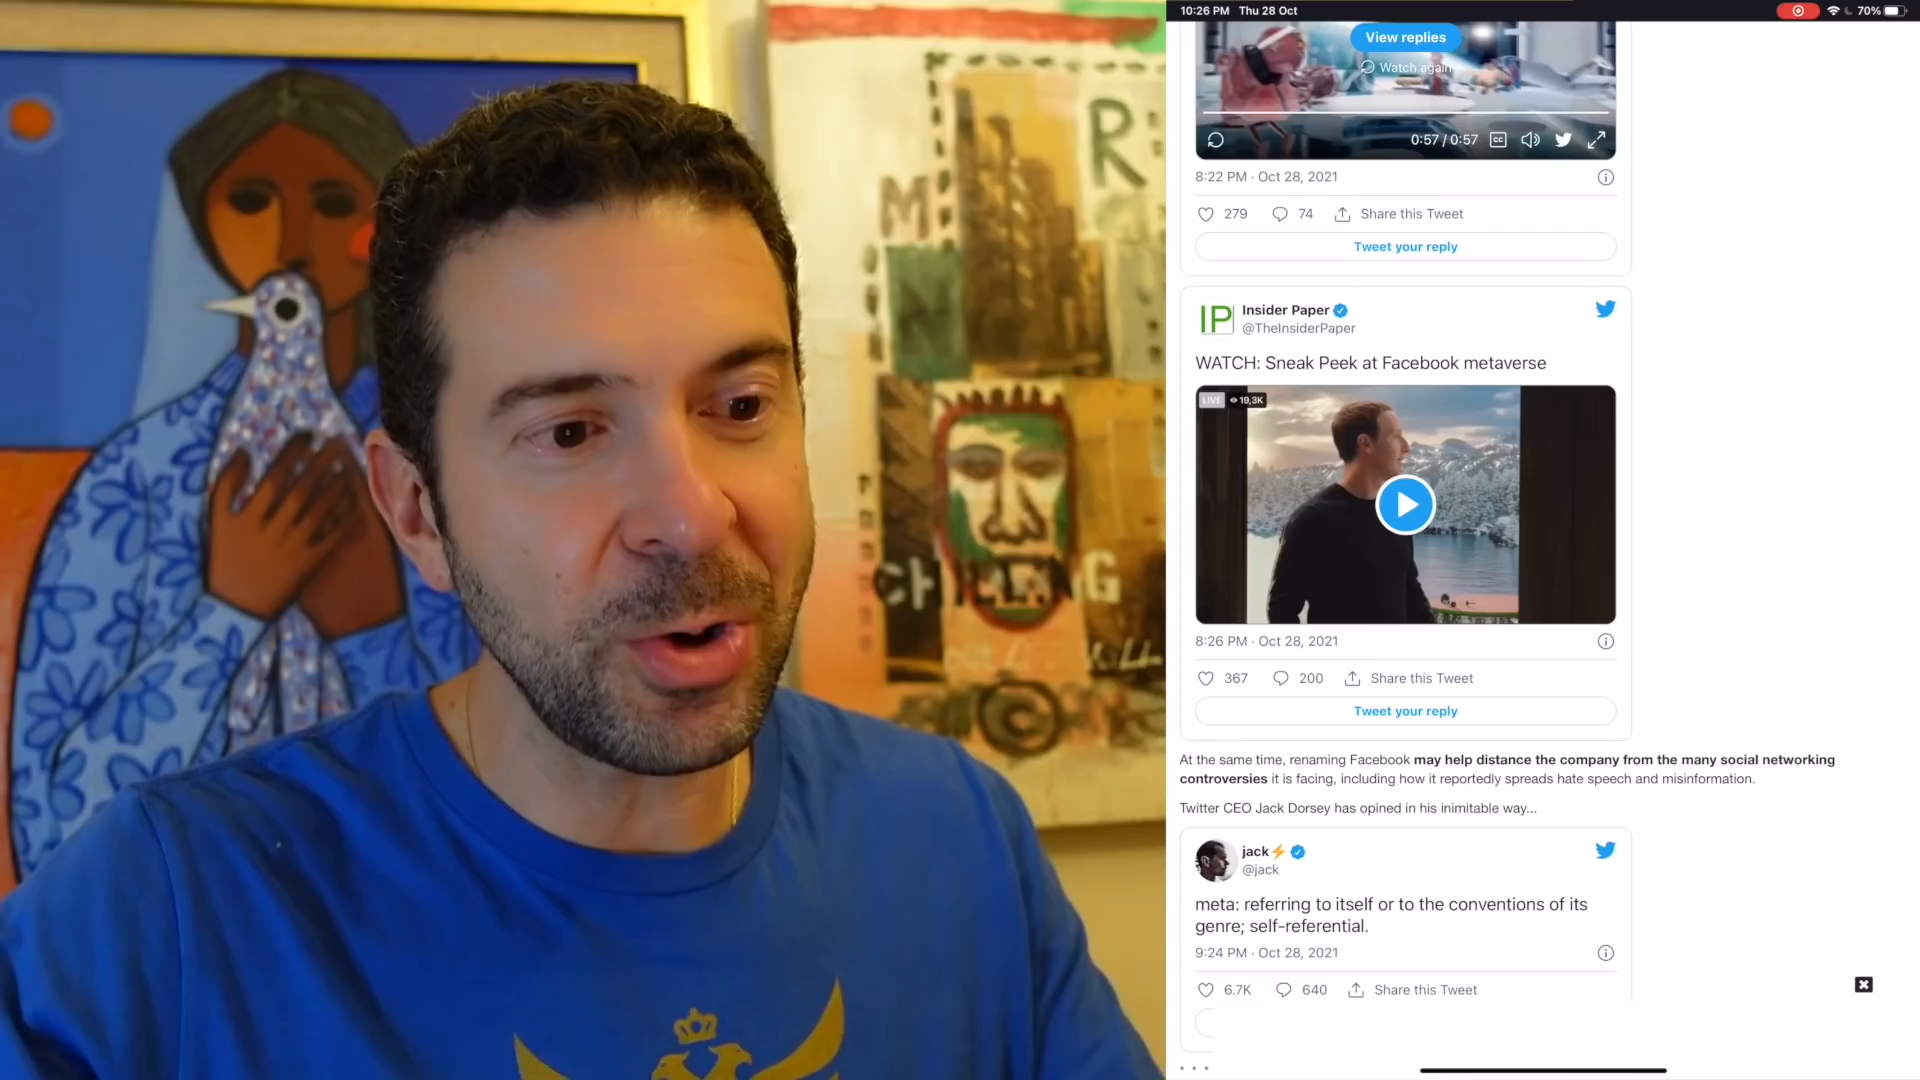 10:26 PM Thu 28 Oct
70%
View replies
Watch again
0:57 / 0:57
CC
8:22 PM · Oct 28, 2021
279 74 Share this Tweet
Tweet your reply
IP Insider Paper
@TheInsiderPaper
WATCH: Sneak Peek at Facebook metaverse
LIVE 19,3K
8:26 PM · Oct 28, 2021
367 200 Share this Tweet
Tweet your reply
At the same time, renaming Facebook may help distance the company from the many social networking
controversies it is facing, including how it reportedly spreads hate speech and misinformation.
Twitter CEO Jack Dorsey has opined in his inimitable way...
jack⚡
@jack
meta: referring to itself or to the conventions of its
genre; self-referential.
9:24 PM · Oct 28, 2021
6.7K 640 Share this Tweet
R
M
N